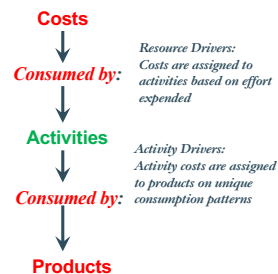 Costs
Resource Drivers:
Costs are assigned to
Consumed by:
activities based on effort
expended
Activities
Activity Drivers:
Activity costs are assigned
Consumed by:
to products on unique
consumption patterns
Products